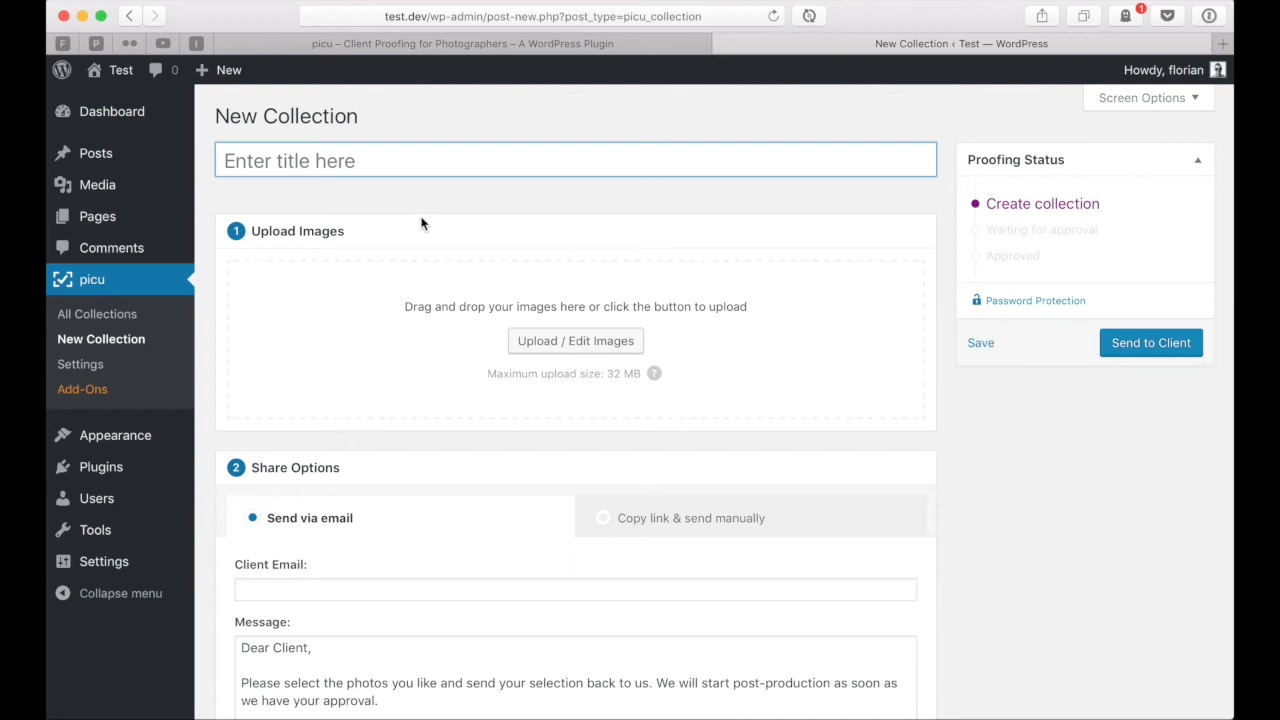 test.dev/wp-admin/post-new.php?post_type=picu_collection
1
F
P
I
picu – Client Proofing for Photographers – A WordPress Plugin
New Collection ‹ Test — WordPress
Test
0
New
Howdy, florian
Screen Options
Dashboard
Posts
Media
Pages
Comments
picu
All Collections
New Collection
Settings
Add-Ons
Appearance
Plugins
Users
Tools
Settings
Collapse menu
New Collection
Enter title here
1 Upload Images
Drag and drop your images here or click the button to upload
Upload / Edit Images
Maximum upload size: 32 MB ?
2 Share Options
Send via email
Copy link & send manually
Client Email:
Message:
Dear Client,
Please select the photos you like and send your selection back to us. We will start post-production as soon as
we have your approval.
Proofing Status
Create collection
Waiting for approval
Approved
Password Protection
Save
Send to Client